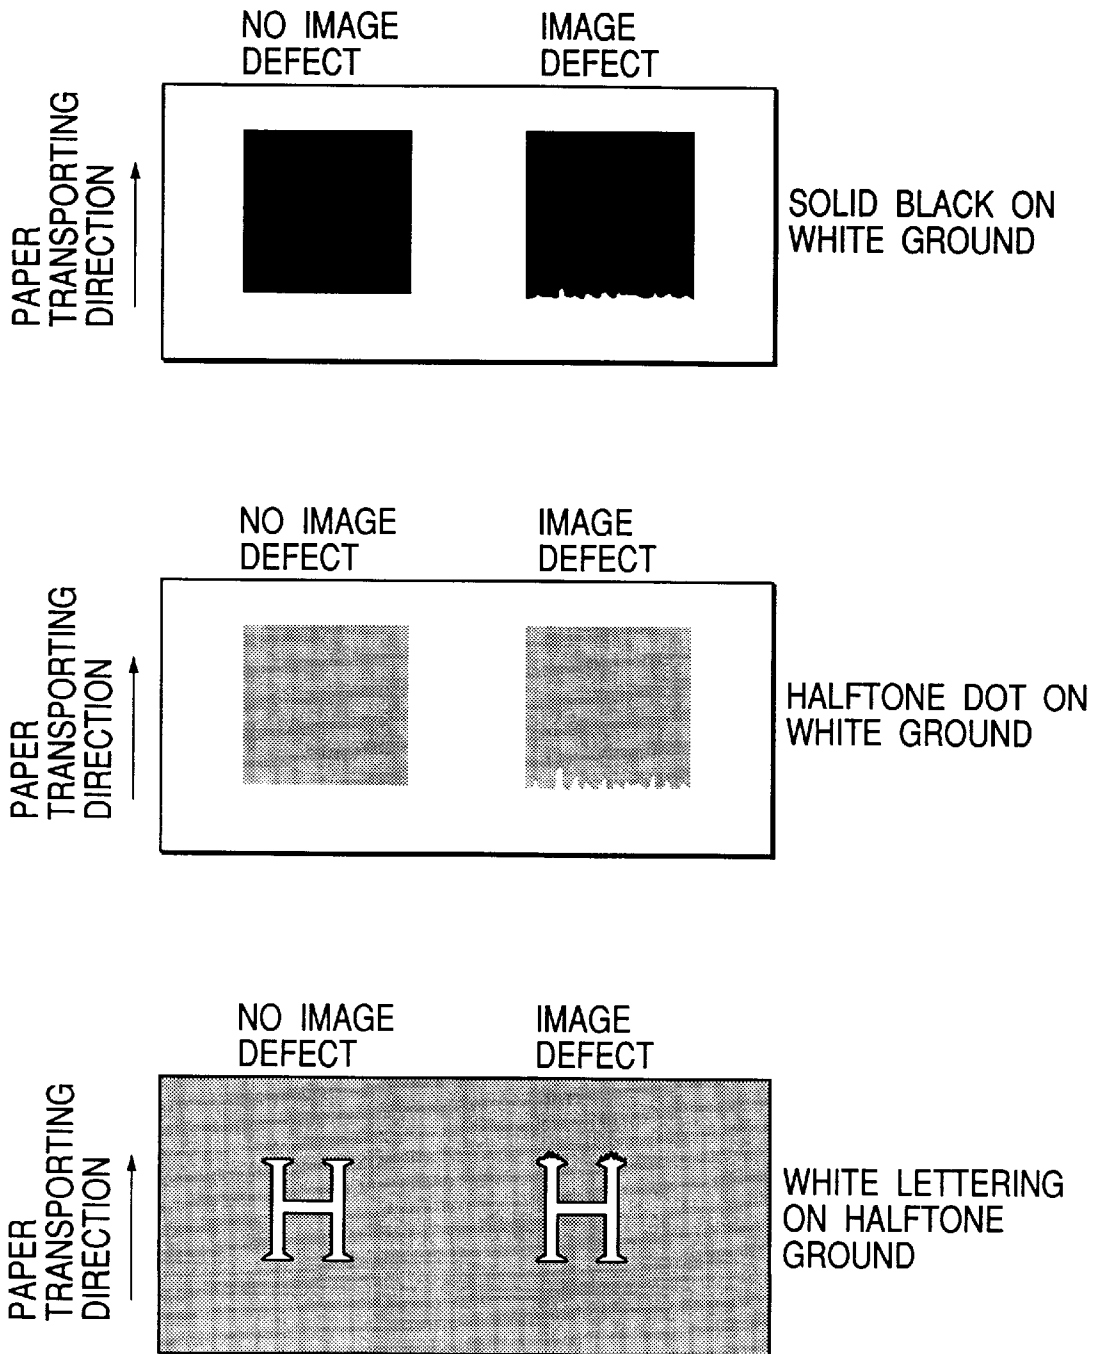 NO IMAGE
DEFECT
IMAGE
DEFECT
PAPER
TRANSPORTING
DIRECTION
SOLID BLACK ON
WHITE GROUND
NO IMAGE
DEFECT
IMAGE
DEFECT
PAPER
TRANSPORTING
DIRECTION
HALFTONE DOT ON
WHITE GROUND
NO IMAGE
DEFECT
IMAGE
DEFECT
PAPER
TRANSPORTING
DIRECTION
H
H
WHITE LETTERING
ON HALFTONE
GROUND